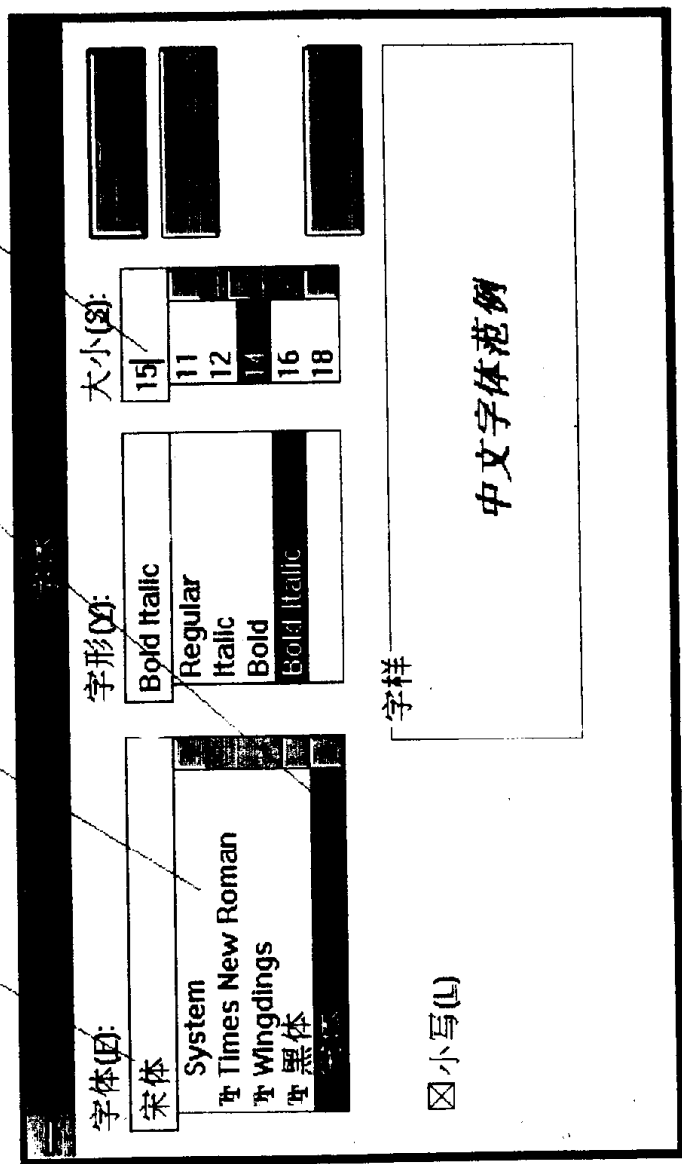 字体(F):
宋体
System
Times New Roman
Wingdings
黑体
字形(Y):
Bold Italic
Regular
Italic
Bold
Bold Italic
大小(S):
15
11
12
14
16
18
字样
中文字体范例
小写(L)